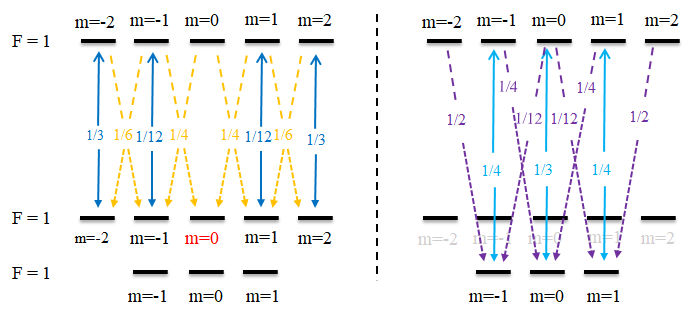 m=-2 m=-1 m=0 m=1 m=2
F = 1
1/3 1/6 1/12 1/4 1/4 1/12 1/6 1/3
F = 1
m=-2 m=-1 m=0 m=1 m=2
F = 1
m=-1 m=0 m=1
m=-2 m=-1 m=0 m=1 m=2
1/4 1/4
1/2 1/12 1/12 1/2
1/4 1/3 1/4
m=-2 m=-1 m=0 m=1 m=2
m=-1 m=0 m=1